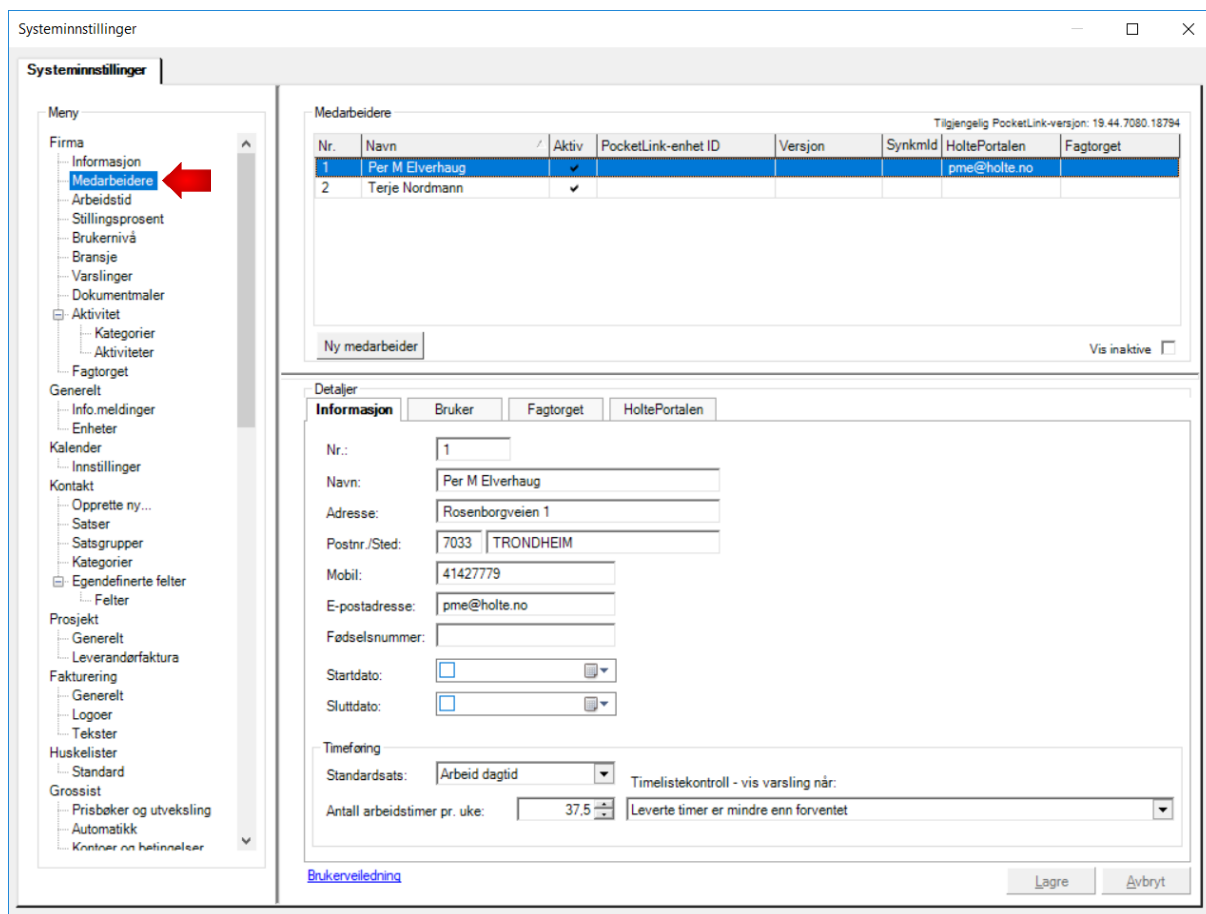 Systeminnstillinger
Systeminnstillinger
Meny
Firma
Informasjon
Medarbeidere
Arbeidstid
Stillingsprosent
Brukernivå
Bransje
Varslinger
Dokumentmaler
Aktivitet
Kategorier
Aktiviteter
Fagtorget
Generelt
Info.meldinger
Enheter
Kalender
Innstillinger
Kontakt
Opprette ny...
Satser
Satsgrupper
Kategorier
Egendefinerte felter
Felter
Prosjekt
Generelt
Leverandørfaktura
Fakturering
Generelt
Logoer
Tekster
Huskelister
Standard
Grossist
Prisbøker og utveksling
Automatikk
Kontoer og betingelser
Medarbeidere
Tilgjengelig PocketLink-versjon: 19.44.7080.18794
Nr. Navn Aktiv PocketLink-enhet ID Versjon Synkmld HoltePortalen Fagtorget
1 Per M Elverhaug ✔ pme@holte.no
2 Terje Nordmann ✔
Ny medarbeider
Vis inaktive
Detaljer
Informasjon Bruker Fagtorget HoltePortalen
Nr.: 1
Navn: Per M Elverhaug
Adresse: Rosenborgveien 1
Postnr./Sted: 7033 TRONDHEIM
Mobil: 41427779
E-postadresse: pme@holte.no
Fødselsnummer:
Startdato:
Sluttdato:
Timeføring
Standardsats: Arbeid dagtid
Timelistekontroll - vis varsling når:
Antall arbeidstimer pr. uke: 37,5 Leverte timer er mindre enn forventet
Brukerveiledning
Lagre Avbryt